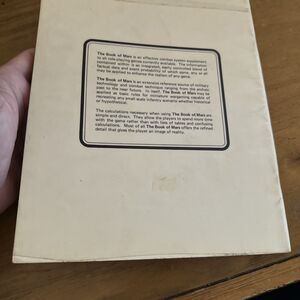 The Book of Mars is an effective combat system supplement
to all role-playing games currently available. The information
contained within is an integrated, easily controlled blend of
factual data and event probability of which some, any or all
may be applied to enhance the realism of any game.
The Book of Mars is an extensive reference source of military
technology and combat technique ranging from the archaic
past to the near future. In itself, The Book of Mars may be
applied as basic rules for miniature wargaming capable of
recreating any small scale infantry scenario whether historical
or hypothetical.
The calculations necessary when using The Book of Mars are
simple and direct. They allow the players to spend more time
with the game rather than with lists of tables and confusing
calculations. Most of all The Book of Mars offers the refined
detail that gives the player an image of reality.